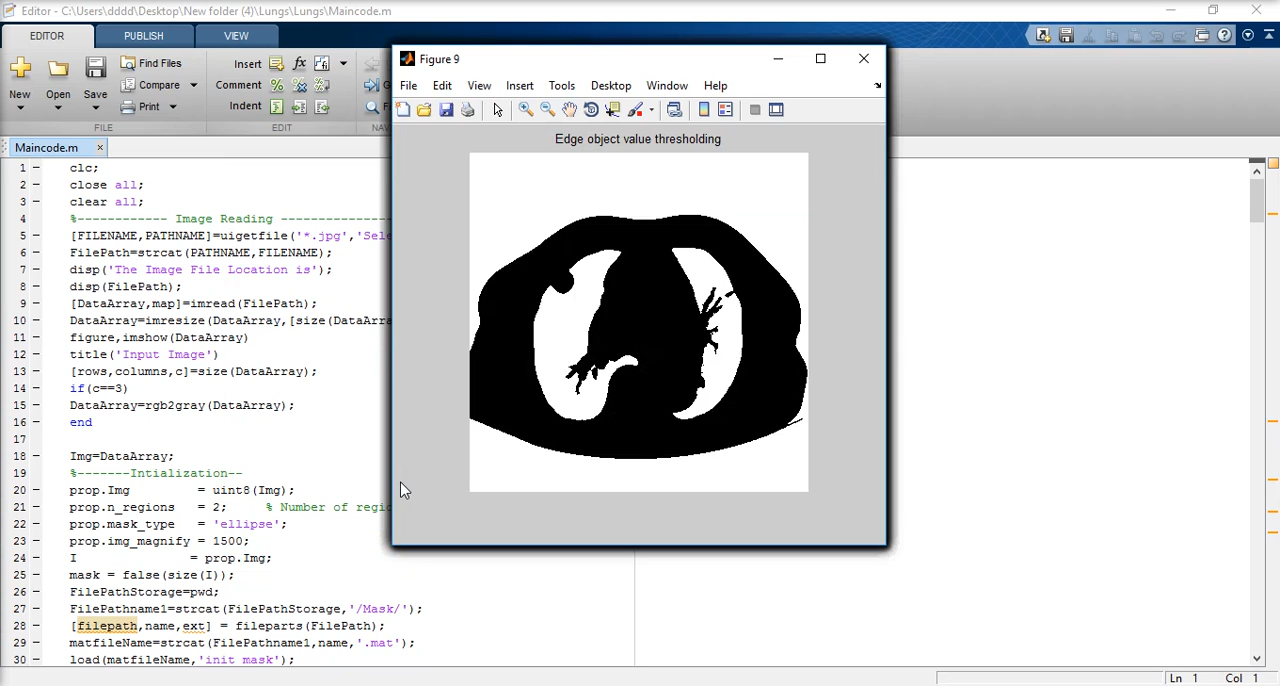 Editor - C:\Users\dddd\Desktop\New folder (4)\Lungs\Lungs\Maincode.m
EDITOR PUBLISH VIEW
New Open Save
Find Files
Compare
Print
FILE
Insert fx
Comment %
Indent
EDIT
NAV
Maincode.m
1 clc;
2 close all;
3 clear all;
4 %------------ Image Reading ----------------
5 [FILENAME,PATHNAME]=uigetfile('*.jpg','Sele
6 FilePath=strcat(PATHNAME,FILENAME);
7 disp('The Image File Location is');
8 disp(FilePath);
9 [DataArray,map]=imread(FilePath);
10 DataArray=imresize(DataArray,[size(DataArra
11 figure,imshow(DataArray)
12 title('Input Image')
13 [rows,columns,c]=size(DataArray);
14 if(c==3)
15 DataArray=rgb2gray(DataArray);
16 end
17
18 Img=DataArray;
19 %-------Intialization--
20 prop.Img = uint8(Img);
21 prop.n_regions = 2; % Number of regio
22 prop.mask_type = 'ellipse';
23 prop.img_magnify = 1500;
24 I = prop.Img;
25 mask = false(size(I));
26 FilePathStorage=pwd;
27 FilePathname1=strcat(FilePathStorage,'/Mask/');
28 [filepath,name,ext] = fileparts(FilePath);
29 matfileName=strcat(FilePathname1,name,'.mat');
30 load(matfileName,'init_mask');
Figure 9
File Edit View Insert Tools Desktop Window Help
Edge object value thresholding
Ln 1 Col 1